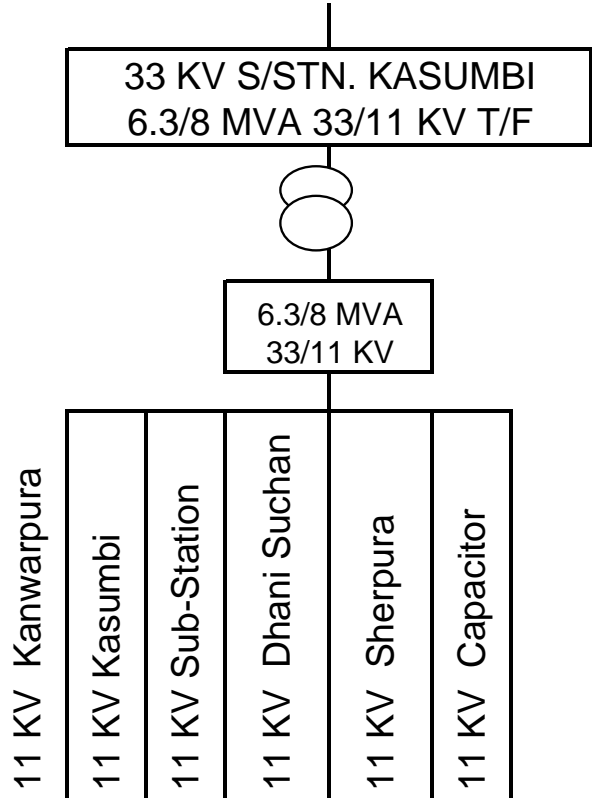 33 KV S/STN. KASUMBI
6.3/8 MVA 33/11 KV T/F
6.3/8 MVA
33/11 KV
11 KV Kanwarpura
11 KV Kasumbi
11 KV Sub-Station
11 KV Dhani Suchan
11 KV Sherpura
11 KV Capacitor